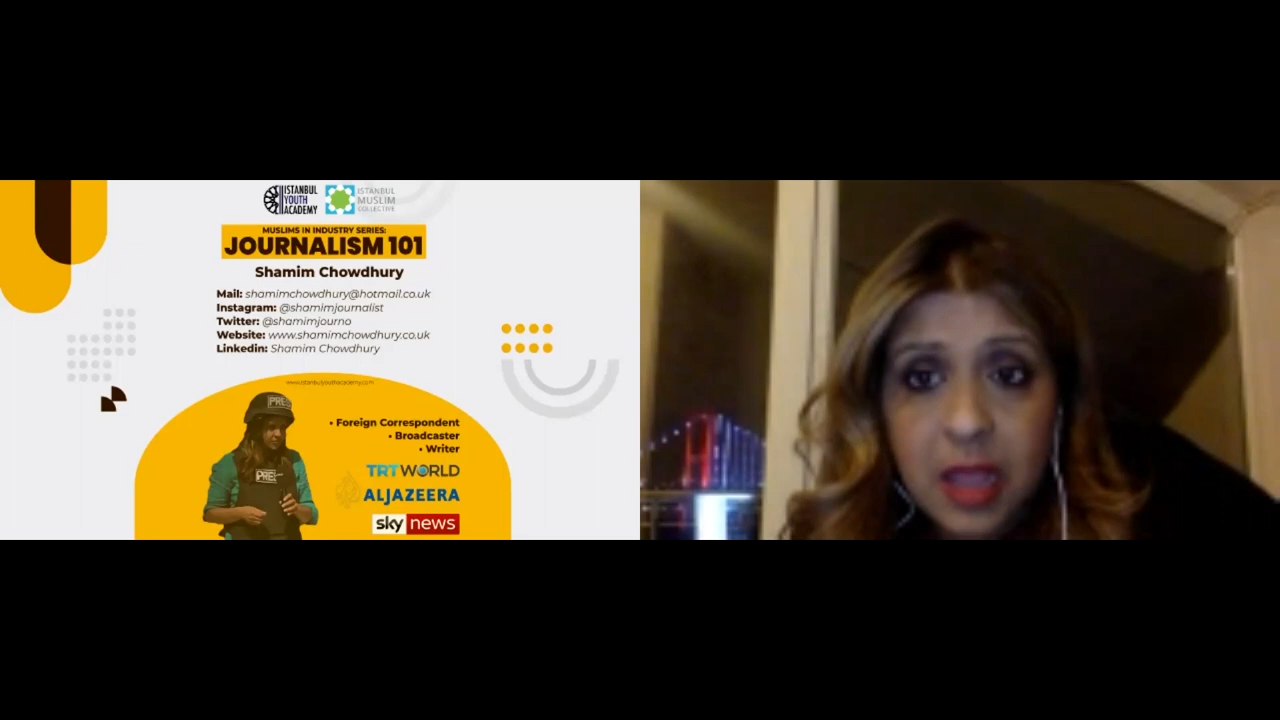 ISTANBUL
YOUTH
ACADEMY
ISTANBUL
MUSLIM
COLLECTIVE
MUSLIMS IN INDUSTRY SERIES:
JOURNALISM 101
Shamim Chowdhury
Mail: shamimchowdhury@hotmail.co.uk
Instagram: @shamimjournalist
Twitter: @shamimjourno
Website: www.shamimchowdhury.co.uk
Linkedin: Shamim Chowdhury
www.istanbulyouthacademy.com
PRESS
PRESS
• Foreign Correspondent
• Broadcaster
• Writer
TRT WORLD
ALJAZEERA
sky news